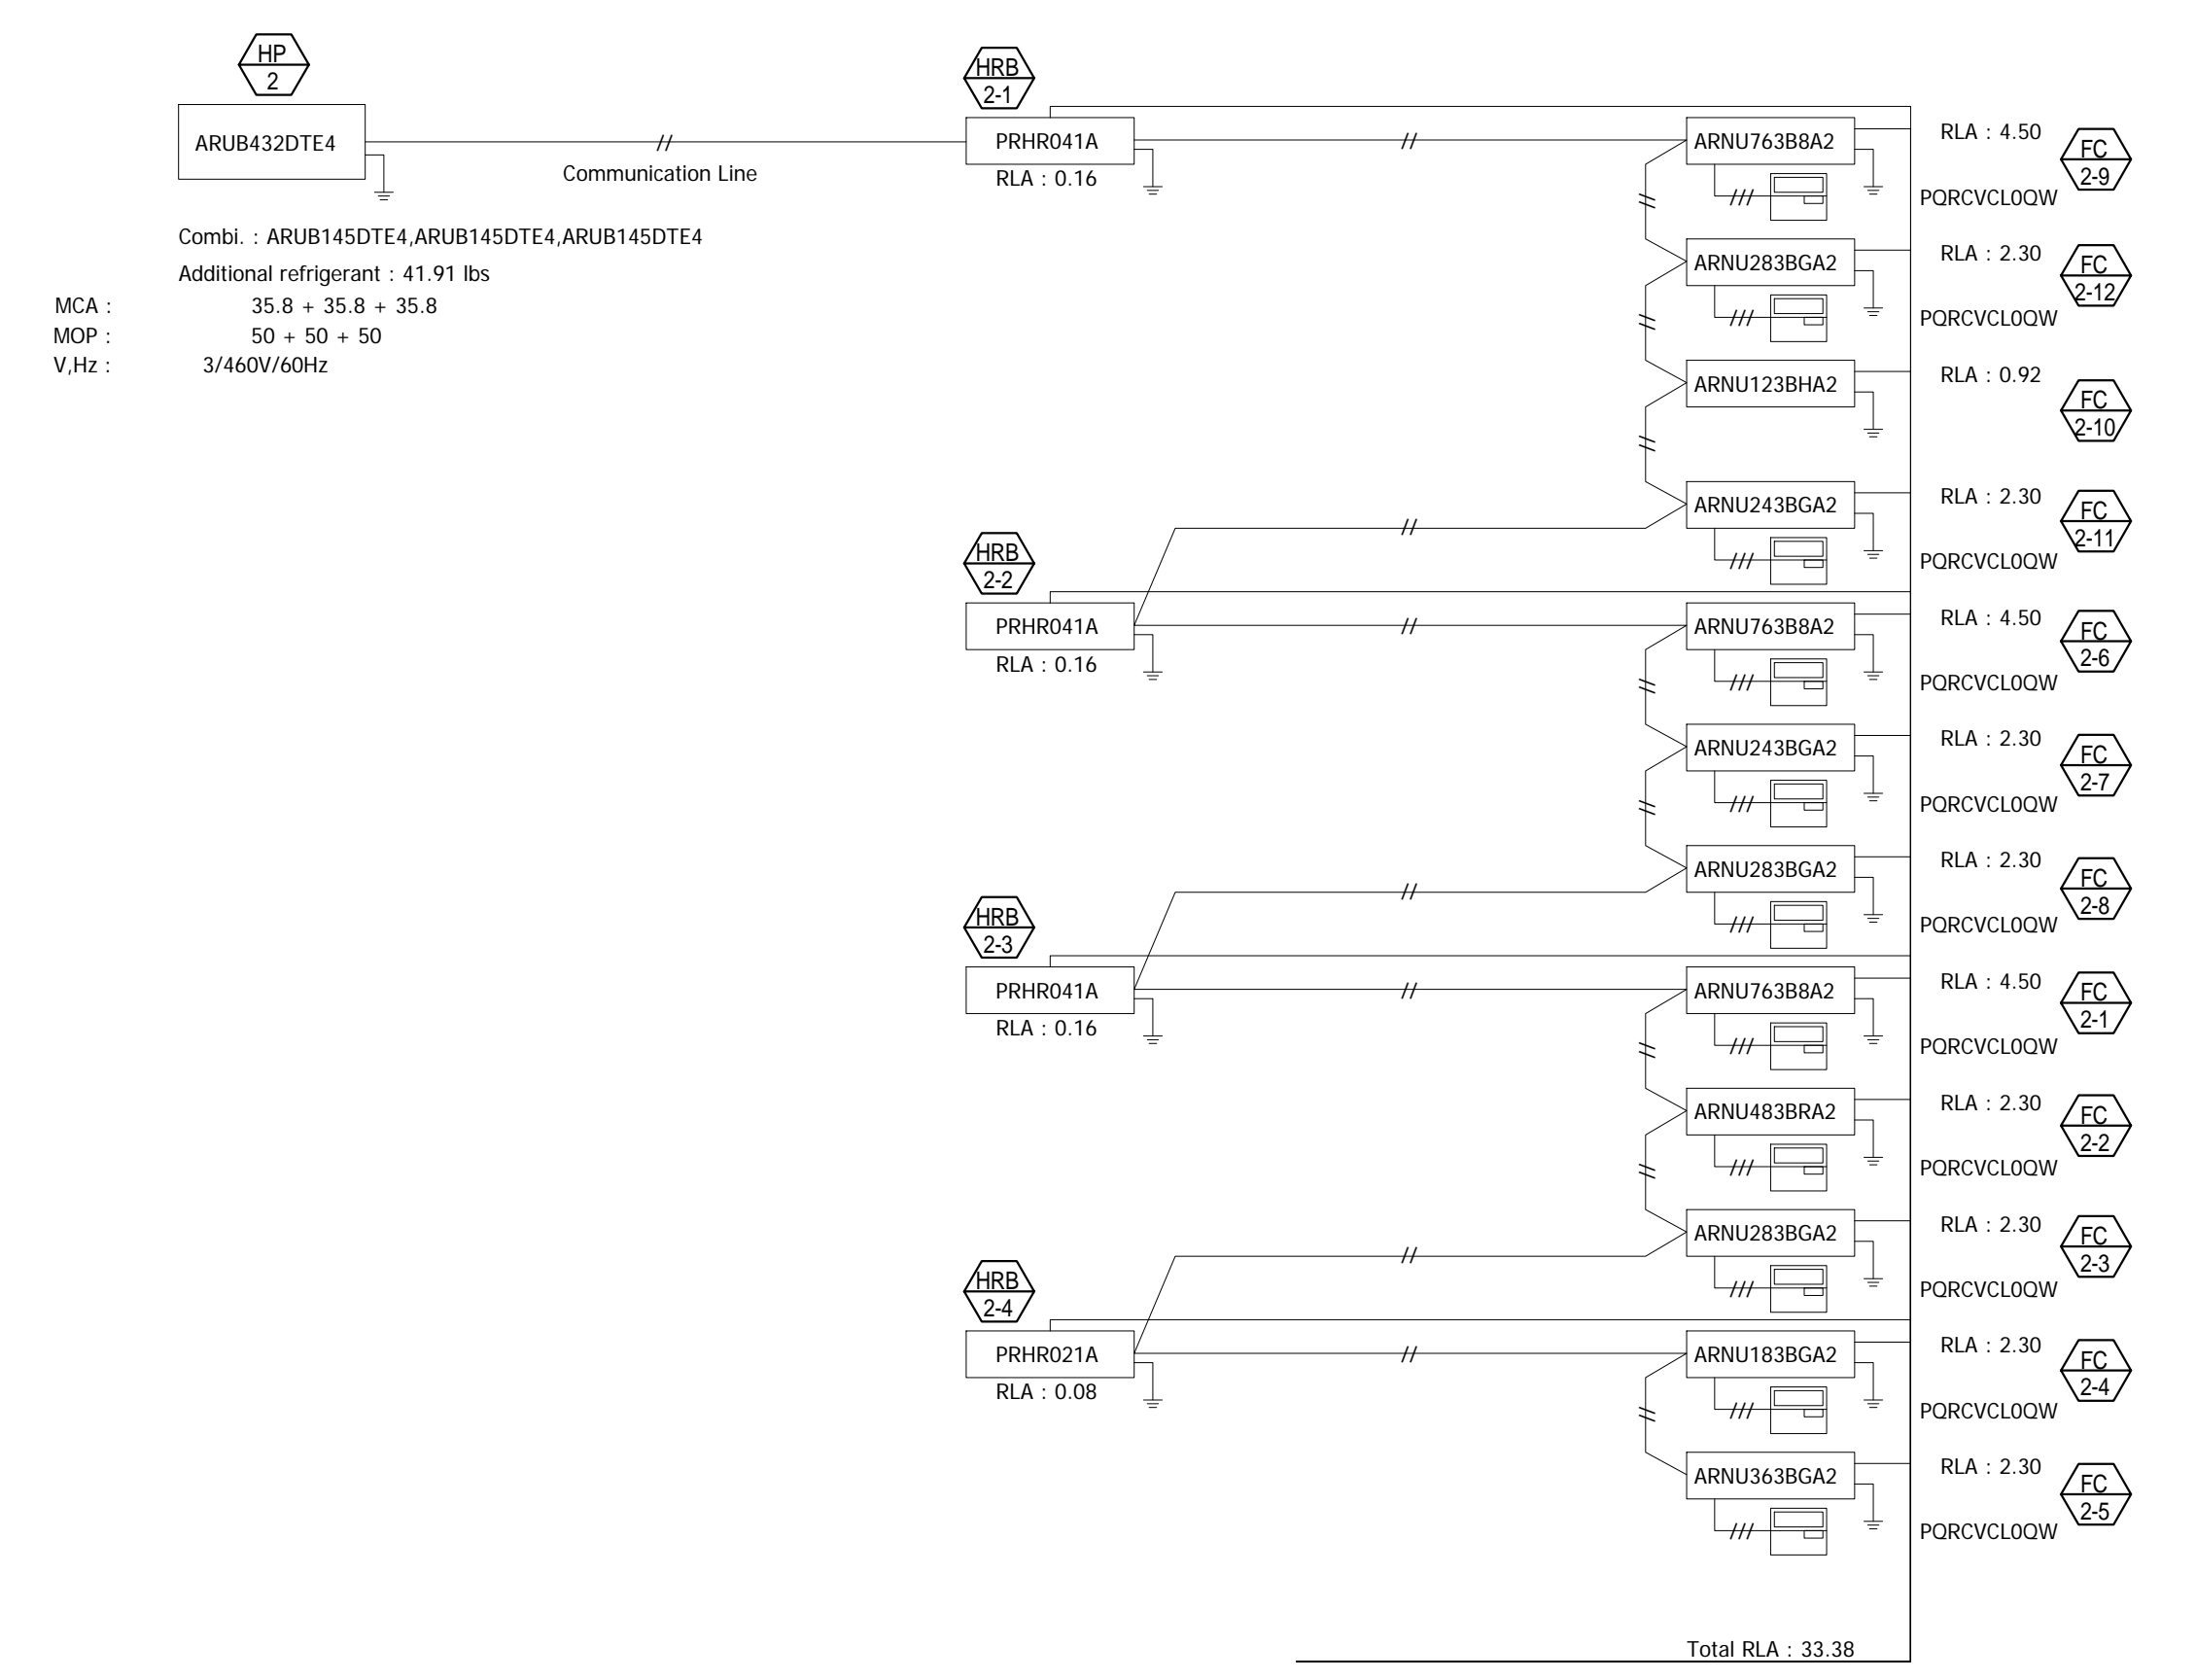 HP
2
HRB
2-1
ARUB432DTE4
Communication Line
PRHR041A
RLA : 0.16
ARNU763B8A2
RLA : 4.50
FC
2-9
PQRCVCL0QW
Combi. : ARUB145DTE4,ARUB145DTE4,ARUB145DTE4
Additional refrigerant : 41.91 lbs
MCA : 35.8 + 35.8 + 35.8
MOP : 50 + 50 + 50
V,Hz : 3/460V/60Hz
ARNU283BGA2
RLA : 2.30
FC
2-12
PQRCVCL0QW
ARNU123BHA2
RLA : 0.92
FC
2-10
ARNU243BGA2
RLA : 2.30
FC
2-11
PQRCVCL0QW
HRB
2-2
PRHR041A
RLA : 0.16
ARNU763B8A2
RLA : 4.50
FC
2-6
PQRCVCL0QW
ARNU243BGA2
RLA : 2.30
FC
2-7
PQRCVCL0QW
ARNU283BGA2
RLA : 2.30
FC
2-8
PQRCVCL0QW
HRB
2-3
PRHR041A
RLA : 0.16
ARNU763B8A2
RLA : 4.50
FC
2-1
PQRCVCL0QW
ARNU483BRA2
RLA : 2.30
FC
2-2
PQRCVCL0QW
ARNU283BGA2
RLA : 2.30
FC
2-3
PQRCVCL0QW
HRB
2-4
PRHR021A
RLA : 0.08
ARNU183BGA2
RLA : 2.30
FC
2-4
PQRCVCL0QW
ARNU363BGA2
RLA : 2.30
FC
2-5
PQRCVCL0QW
Total RLA : 33.38